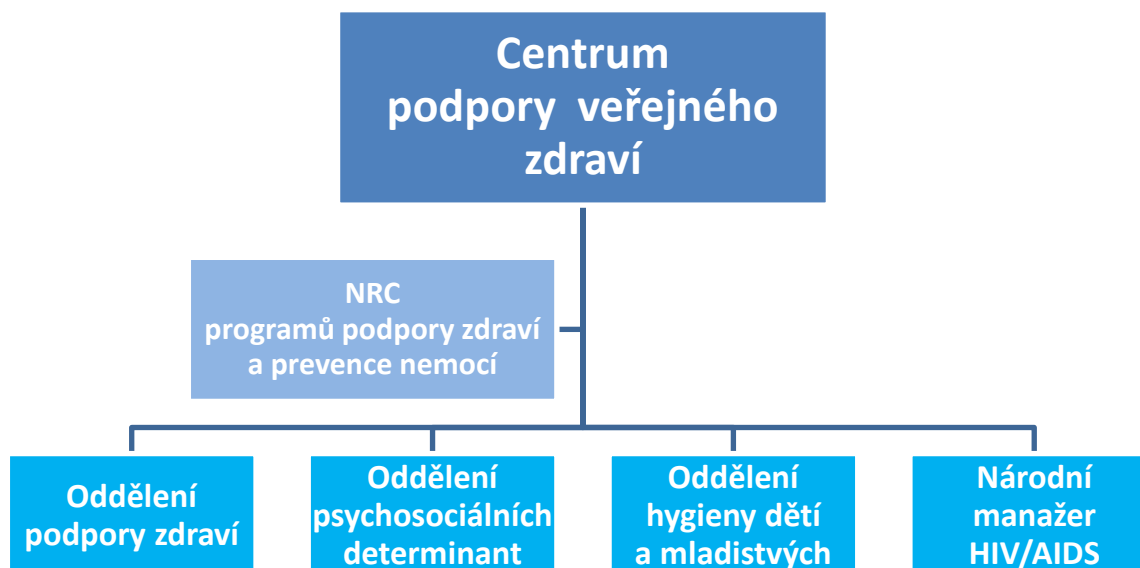 Centrum
podpory veřejného
zdraví
NRC
programů podpory zdraví
a prevence nemocí
Oddělení
podpory zdraví
Oddělení
psychosociálních
determinant
Oddělení
hygieny dětí
a mladistvých
Národní
manažer
HIV/AIDS